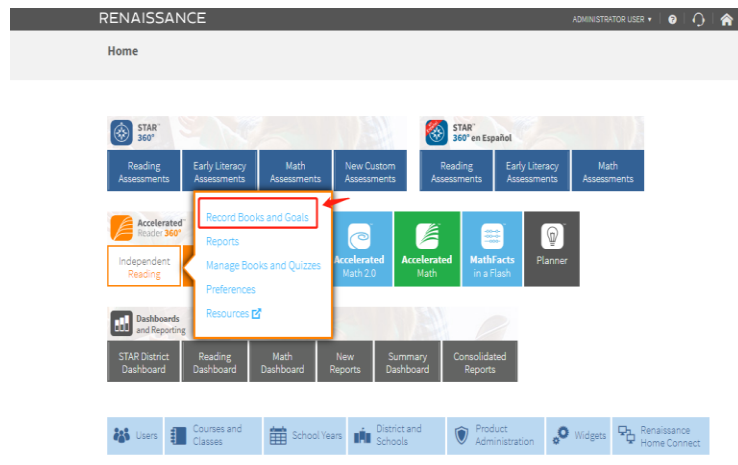 RENAISSANCE
ADMINISTRATOR USER ▾
Home
STAR™
360°
STAR™
360° en Español
Reading
Assessments
Early Literacy
Assessments
Math
Assessments
New Custom
Assessments
Reading
Assessments
Early Literacy
Assessments
Math
Assessments
Accelerated
Reader 360°
Independent
Reading
Record Books and Goals
Reports
Manage Books and Quizzes
Preferences
Resources
Accelerated
Math 2.0
Accelerated
Math
MathFacts
in a Flash
Planner
Dashboards
and Reporting
STAR District
Dashboard
Reading
Dashboard
Math
Dashboard
New
Reports
Summary
Dashboard
Consolidated
Reports
Users
Courses and
Classes
School Years
District and
Schools
Product
Administration
Widgets
Renaissance
Home Connect